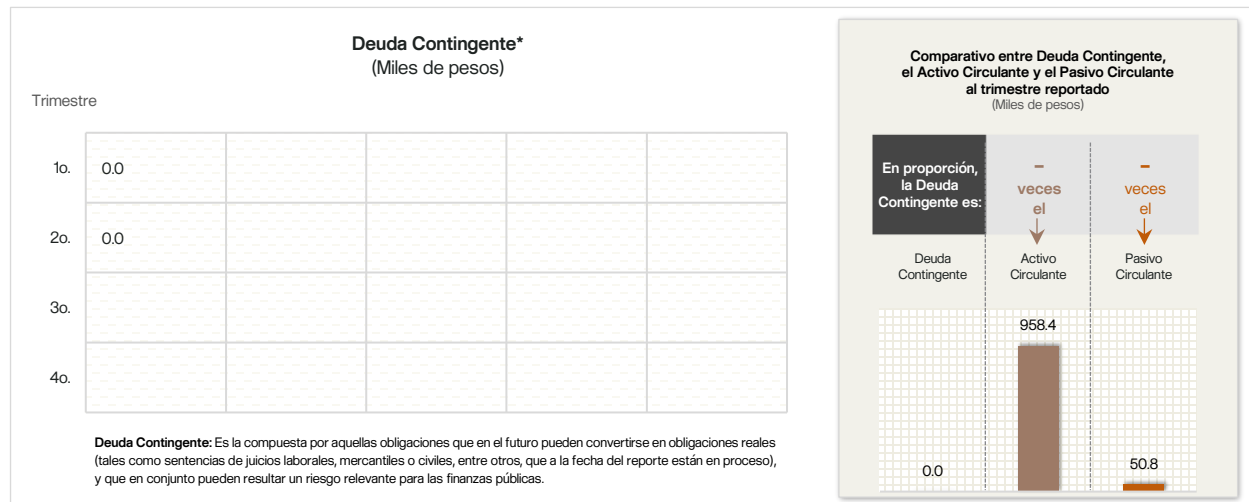 Deuda Contingente*
(Miles de pesos)
Trimestre
1o.
0.0
2o.
0.0
3o.
4o.
Deuda Contingente: Es la compuesta por aquellas obligaciones que en el futuro pueden convertirse en obligaciones reales
(tales como sentencias de juicios laborales, mercantiles o civiles, entre otros, que a la fecha del reporte están en proceso),
y que en conjunto pueden resultar un riesgo relevante para las finanzas públicas.
Comparativo entre Deuda Contingente,
el Activo Circulante y el Pasivo Circulante
al trimestre reportado
(Miles de pesos)
En proporción,
la Deuda
Contingente es:
–
veces
el
–
veces
el
Deuda
Contingente
Activo
Circulante
Pasivo
Circulante
0.0
958.4
50.8